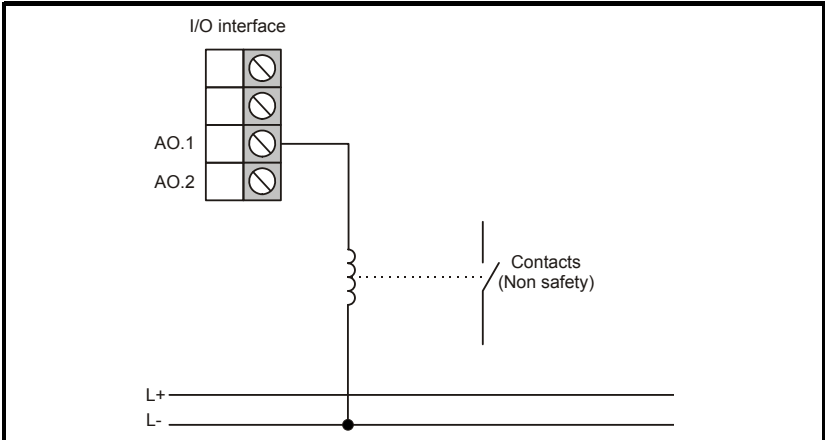 I/O interface
AO.1
AO.2
Contacts
(Non safety)
L+
L-